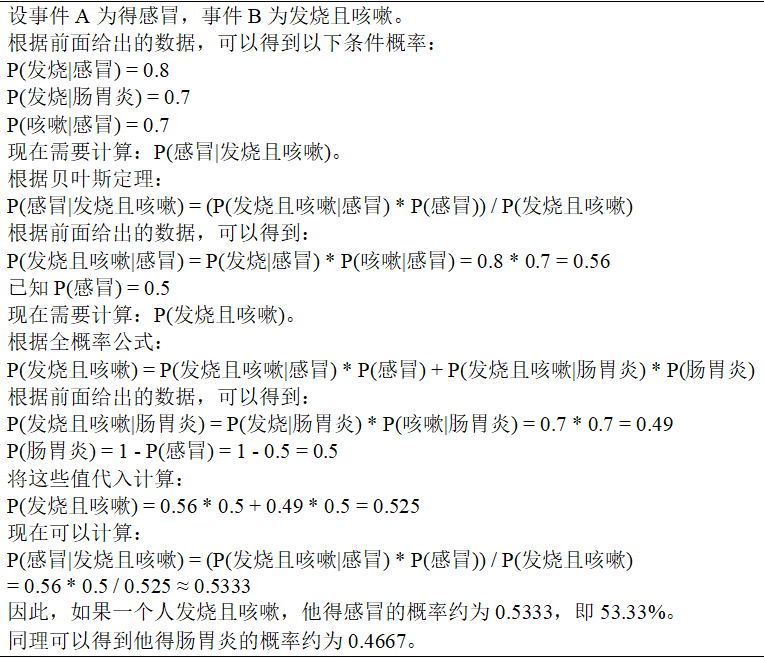 设事件 A 为得感冒，事件 B 为发烧且咳嗽。
根据前面给出的数据，可以得到以下条件概率：
P(发烧|感冒) = 0.8
P(发烧|肠胃炎) = 0.7
P(咳嗽|感冒) = 0.7
现在需要计算：P(感冒|发烧且咳嗽)。
根据贝叶斯定理：
P(感冒|发烧且咳嗽) = (P(发烧且咳嗽|感冒) * P(感冒)) / P(发烧且咳嗽)
根据前面给出的数据，可以得到：
P(发烧且咳嗽|感冒) = P(发烧|感冒) * P(咳嗽|感冒) = 0.8 * 0.7 = 0.56
已知 P(感冒) = 0.5
现在需要计算：P(发烧且咳嗽)。
根据全概率公式：
P(发烧且咳嗽) = P(发烧且咳嗽|感冒) * P(感冒) + P(发烧且咳嗽|肠胃炎) * P(肠胃炎)
根据前面给出的数据，可以得到：
P(发烧且咳嗽|肠胃炎) = P(发烧|肠胃炎) * P(咳嗽|肠胃炎) = 0.7 * 0.7 = 0.49
P(肠胃炎) = 1 - P(感冒) = 1 - 0.5 = 0.5
将这些值代入计算：
P(发烧且咳嗽) = 0.56 * 0.5 + 0.49 * 0.5 = 0.525
现在可以计算：
P(感冒|发烧且咳嗽) = (P(发烧且咳嗽|感冒) * P(感冒)) / P(发烧且咳嗽)
= 0.56 * 0.5 / 0.525 ≈ 0.5333
因此，如果一个人发烧且咳嗽，他得感冒的概率约为 0.5333，即 53.33%。
同理可以得到他得肠胃炎的概率约为 0.4667。